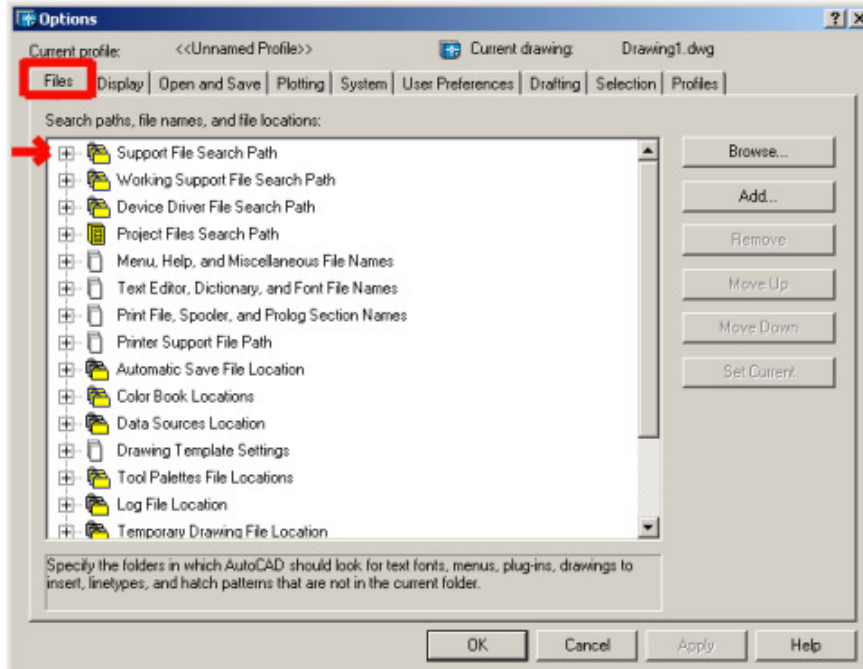 Options
Current profile: <<Unnamed Profile>> Current drawing: Drawing1.dwg
Files Display Open and Save Plotting System User Preferences Drafting Selection Profiles
Search paths, file names, and file locations:
Support File Search Path
Working Support File Search Path
Device Driver File Search Path
Project Files Search Path
Menu, Help, and Miscellaneous File Names
Text Editor, Dictionary, and Font File Names
Print File, Spooler, and Prolog Section Names
Printer Support File Path
Automatic Save File Location
Color Book Locations
Data Sources Location
Drawing Template Settings
Tool Palettes File Locations
Log File Location
Temporary Drawing File Location
Browse...
Add...
Remove
Move Up
Move Down
Set Current
Specify the folders in which AutoCAD should look for text fonts, menus, plug-ins, drawings to
insert, linetypes, and hatch patterns that are not in the current folder.
OK Cancel Apply Help